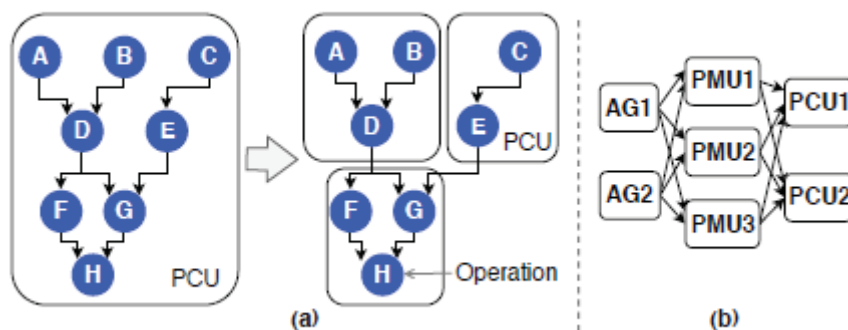 A B C
D E
F G
H
PCU
A B C
D E
PCU
F G
H Operation
(a)
AG1
AG2
PMU1
PMU2
PMU3
PCU1
PCU2
(b)